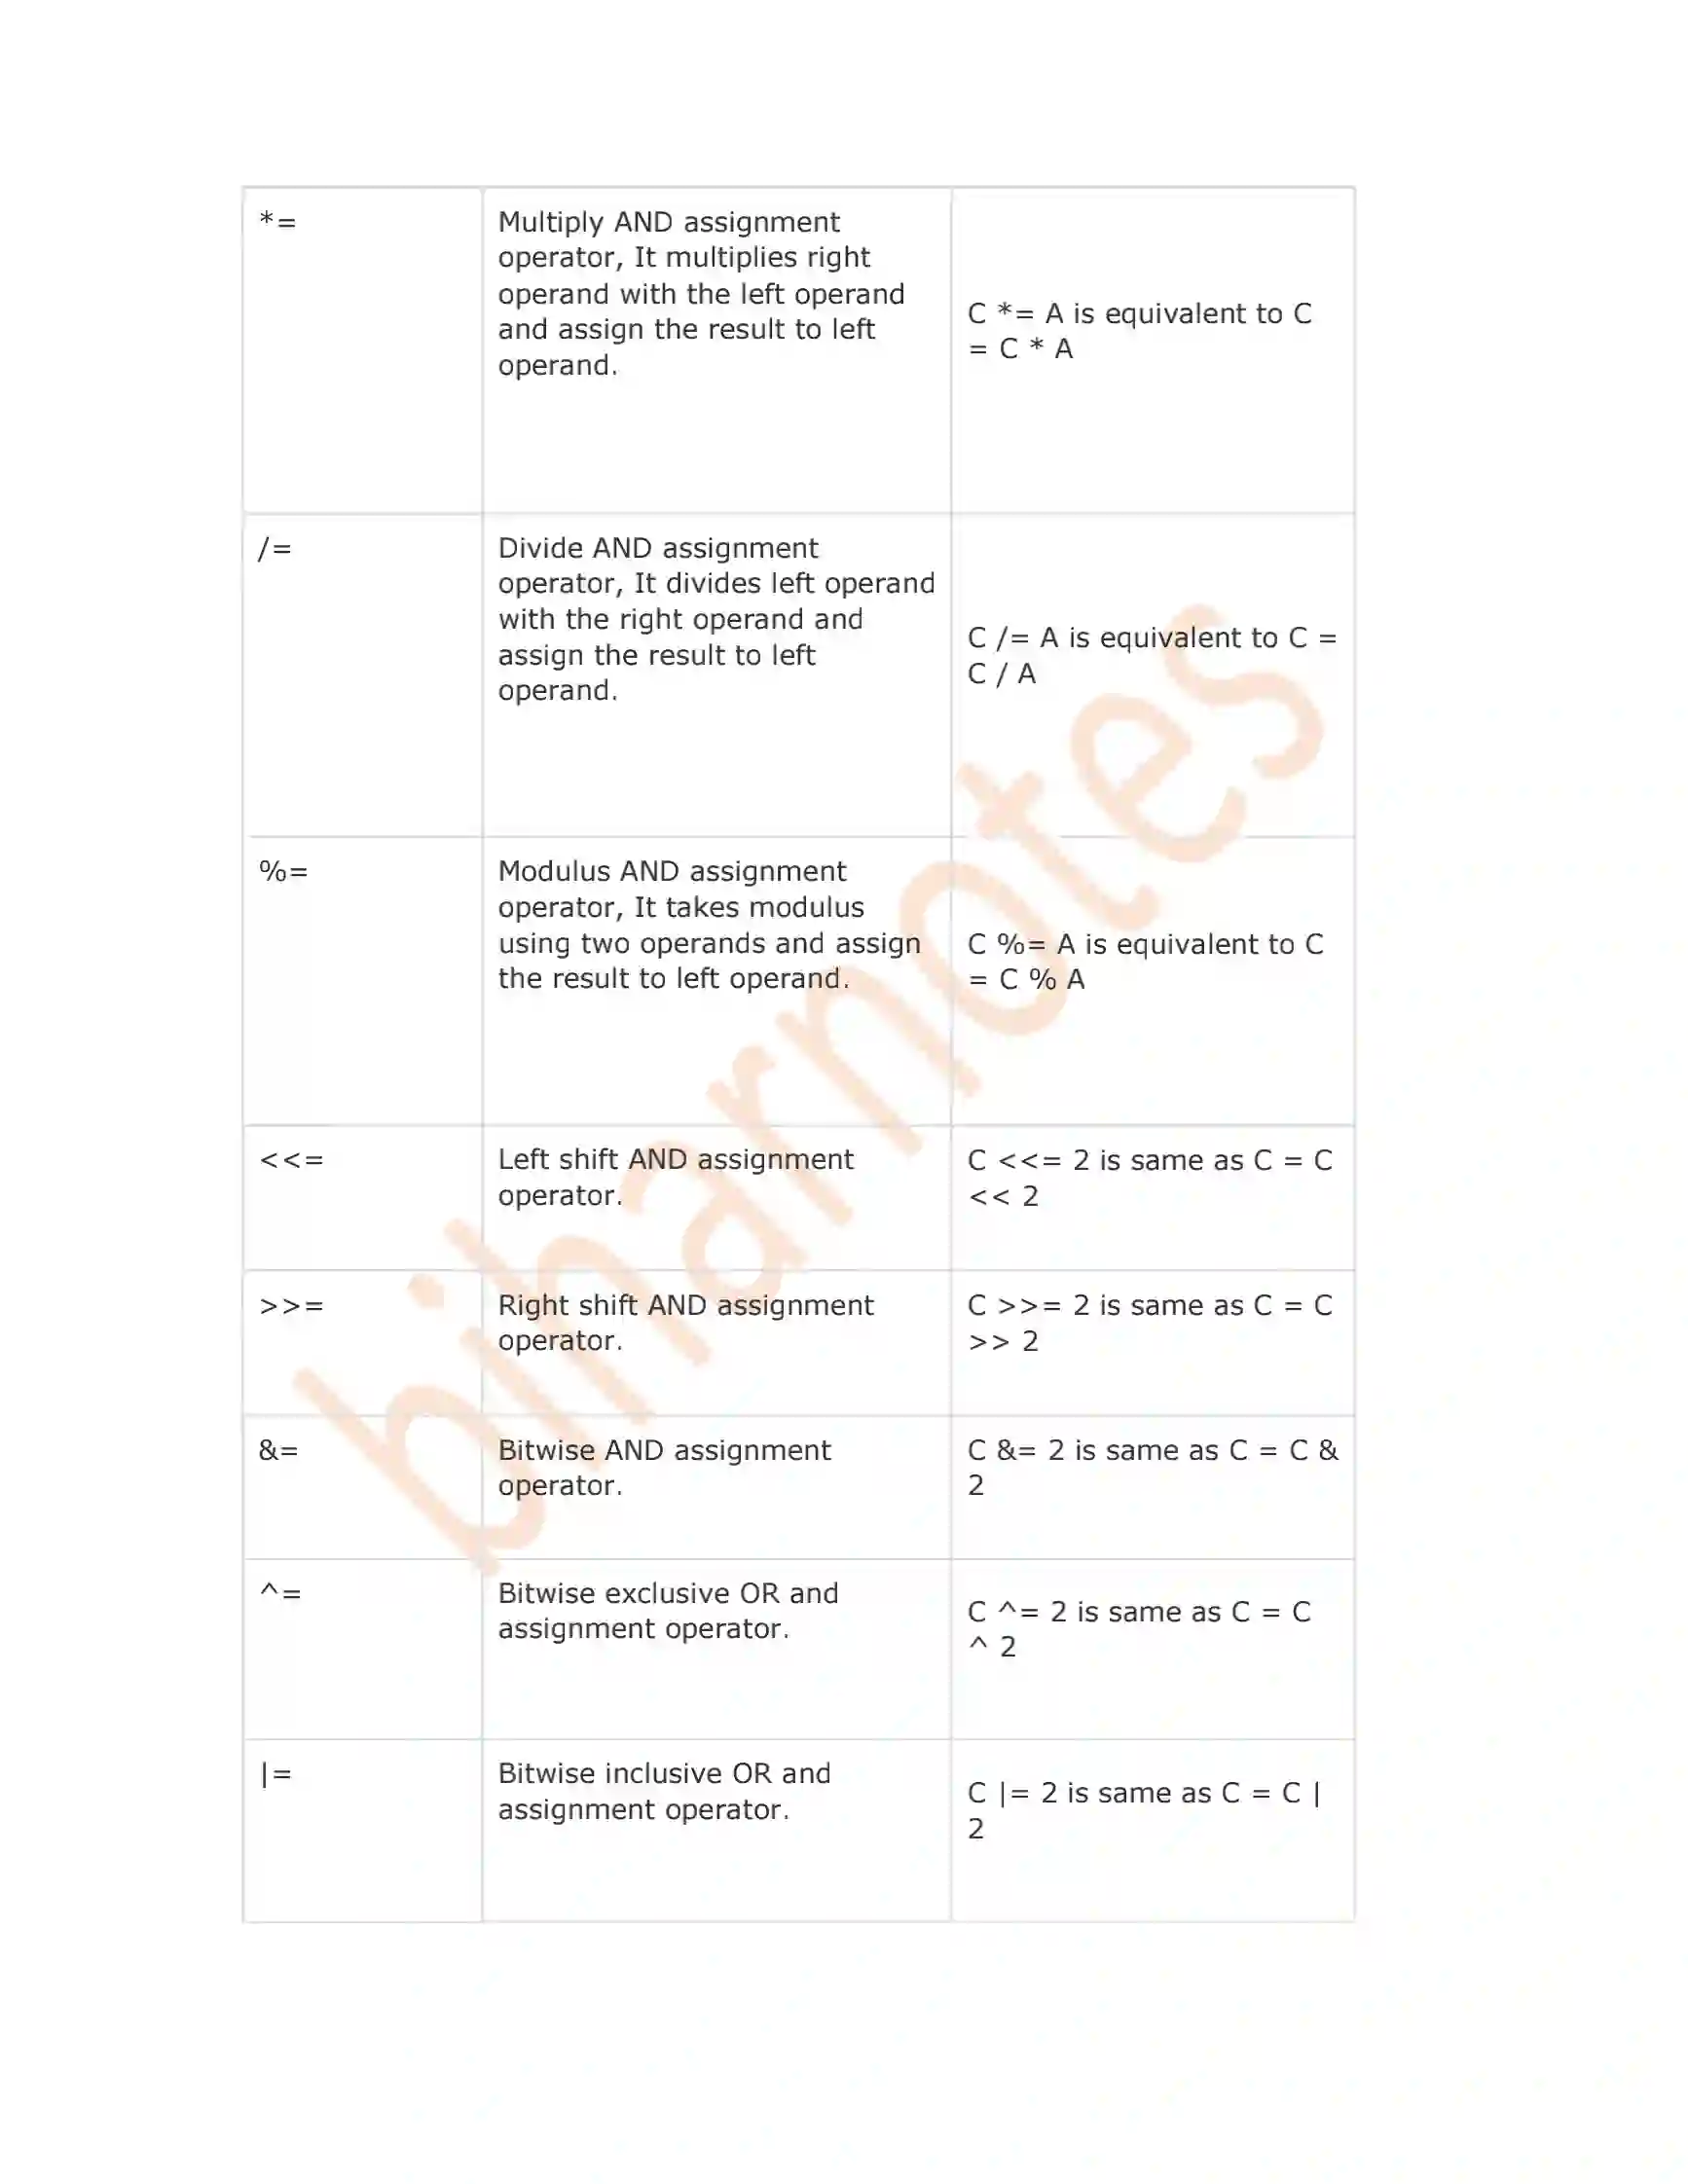 *=
Multiply AND assignment
operator, It multiplies right
operand with the left operand
and assign the result to left
operand.
C *= A is equivalent to C
= C * A
/=
Divide AND assignment
operator, It divides left operand
with the right operand and
assign the result to left
operand.
C /= A is equivalent to C =
C / A
%=
Modulus AND assignment
operator, It takes modulus
using two operands and assign
the result to left operand.
C %= A is equivalent to C
= C % A
<<=
Left shift AND assignment
operator.
C <<= 2 is same as C = C
<< 2
>>=
Right shift AND assignment
operator.
C >>= 2 is same as C = C
>> 2
&=
Bitwise AND assignment
operator.
C &= 2 is same as C = C &
2
^=
Bitwise exclusive OR and
assignment operator.
C ^= 2 is same as C = C
^ 2
|=
Bitwise inclusive OR and
assignment operator.
C |= 2 is same as C = C |
2
biharnotes